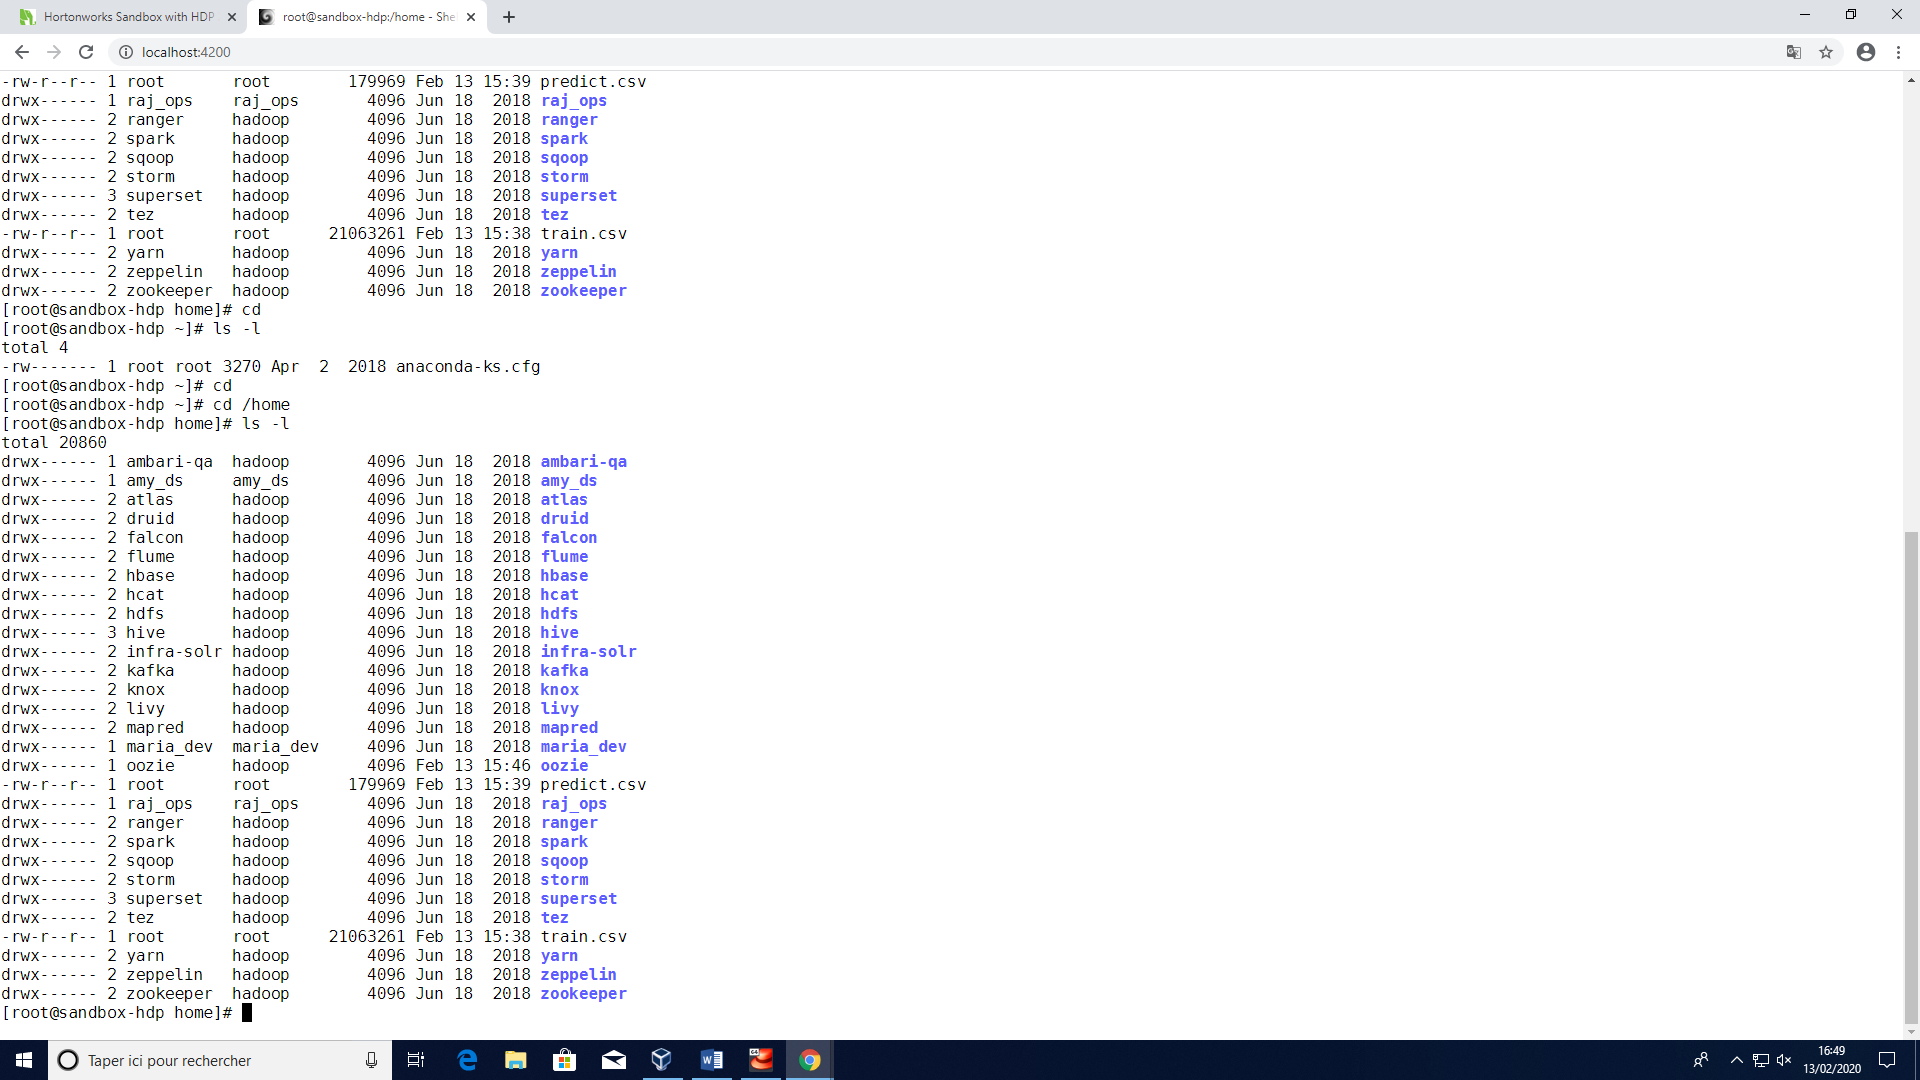 Hortonworks Sandbox with HDP
root@sandbox-hdp:/home - She
localhost:4200
-rw-r--r-- 1 root       root        179969 Feb 13 15:39 predict.csv
drwx------ 1 raj_ops    raj_ops       4096 Jun 18  2018 raj_ops
drwx------ 2 ranger     hadoop        4096 Jun 18  2018 ranger
drwx------ 2 spark      hadoop        4096 Jun 18  2018 spark
drwx------ 2 sqoop      hadoop        4096 Jun 18  2018 sqoop
drwx------ 2 storm      hadoop        4096 Jun 18  2018 storm
drwx------ 3 superset   hadoop        4096 Jun 18  2018 superset
drwx------ 2 tez        hadoop        4096 Jun 18  2018 tez
-rw-r--r-- 1 root       root      21063261 Feb 13 15:38 train.csv
drwx------ 2 yarn       hadoop        4096 Jun 18  2018 yarn
drwx------ 2 zeppelin   hadoop        4096 Jun 18  2018 zeppelin
drwx------ 2 zookeeper  hadoop        4096 Jun 18  2018 zookeeper
[root@sandbox-hdp home]# cd
[root@sandbox-hdp ~]# ls -l
total 4
-rw------- 1 root root 3270 Apr  2  2018 anaconda-ks.cfg
[root@sandbox-hdp ~]# cd
[root@sandbox-hdp ~]# cd /home
[root@sandbox-hdp home]# ls -l
total 20860
drwx------ 1 ambari-qa  hadoop        4096 Jun 18  2018 ambari-qa
drwx------ 1 amy_ds     amy_ds        4096 Jun 18  2018 amy_ds
drwx------ 2 atlas      hadoop        4096 Jun 18  2018 atlas
drwx------ 2 druid      hadoop        4096 Jun 18  2018 druid
drwx------ 2 falcon     hadoop        4096 Jun 18  2018 falcon
drwx------ 2 flume      hadoop        4096 Jun 18  2018 flume
drwx------ 2 hbase      hadoop        4096 Jun 18  2018 hbase
drwx------ 2 hcat       hadoop        4096 Jun 18  2018 hcat
drwx------ 2 hdfs       hadoop        4096 Jun 18  2018 hdfs
drwx------ 3 hive       hadoop        4096 Jun 18  2018 hive
drwx------ 2 infra-solr hadoop        4096 Jun 18  2018 infra-solr
drwx------ 2 kafka      hadoop        4096 Jun 18  2018 kafka
drwx------ 2 knox       hadoop        4096 Jun 18  2018 knox
drwx------ 2 livy       hadoop        4096 Jun 18  2018 livy
drwx------ 2 mapred     hadoop        4096 Jun 18  2018 mapred
drwx------ 1 maria_dev  maria_dev     4096 Jun 18  2018 maria_dev
drwx------ 1 oozie      hadoop        4096 Feb 13 15:46 oozie
-rw-r--r-- 1 root       root        179969 Feb 13 15:39 predict.csv
drwx------ 1 raj_ops    raj_ops       4096 Jun 18  2018 raj_ops
drwx------ 2 ranger     hadoop        4096 Jun 18  2018 ranger
drwx------ 2 spark      hadoop        4096 Jun 18  2018 spark
drwx------ 2 sqoop      hadoop        4096 Jun 18  2018 sqoop
drwx------ 2 storm      hadoop        4096 Jun 18  2018 storm
drwx------ 3 superset   hadoop        4096 Jun 18  2018 superset
drwx------ 2 tez        hadoop        4096 Jun 18  2018 tez
-rw-r--r-- 1 root       root      21063261 Feb 13 15:38 train.csv
drwx------ 2 yarn       hadoop        4096 Jun 18  2018 yarn
drwx------ 2 zeppelin   hadoop        4096 Jun 18  2018 zeppelin
drwx------ 2 zookeeper  hadoop        4096 Jun 18  2018 zookeeper
[root@sandbox-hdp home]#
Taper ici pour rechercher
16:49
13/02/2020